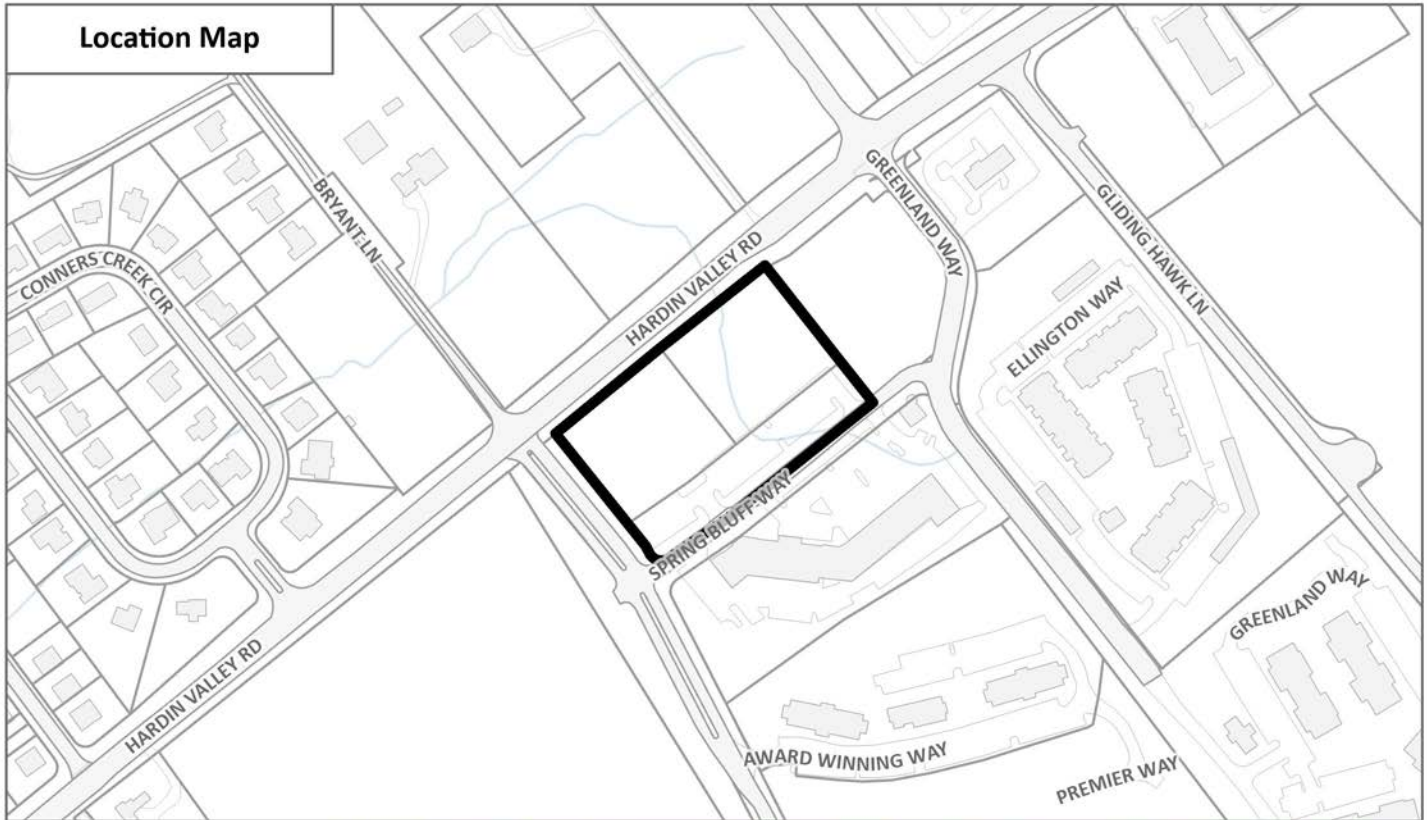 Location Map
BRYANT LN
GREENLAND WAY
GLIDING HAWK LN
CONNERS CREEK CIR
HARDIN VALLEY RD
ELLINGTON WAY
SPRING BLUFF WAY
GREENLAND WAY
HARDIN VALLEY RD
AWARD WINNING WAY
PREMIER WAY